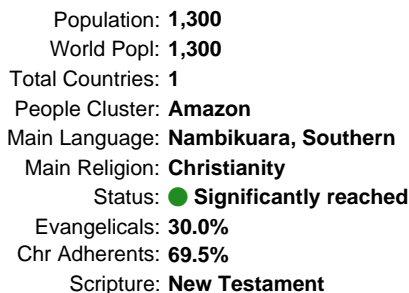 Population: 1,300
World Popl: 1,300
Total Countries: 1
People Cluster: Amazon
Main Language: Nambikuara, Southern
Main Religion: Christianity
Status: Significantly reached
Evangelicals: 30.0%
Chr Adherents: 69.5%
Scripture: New Testament